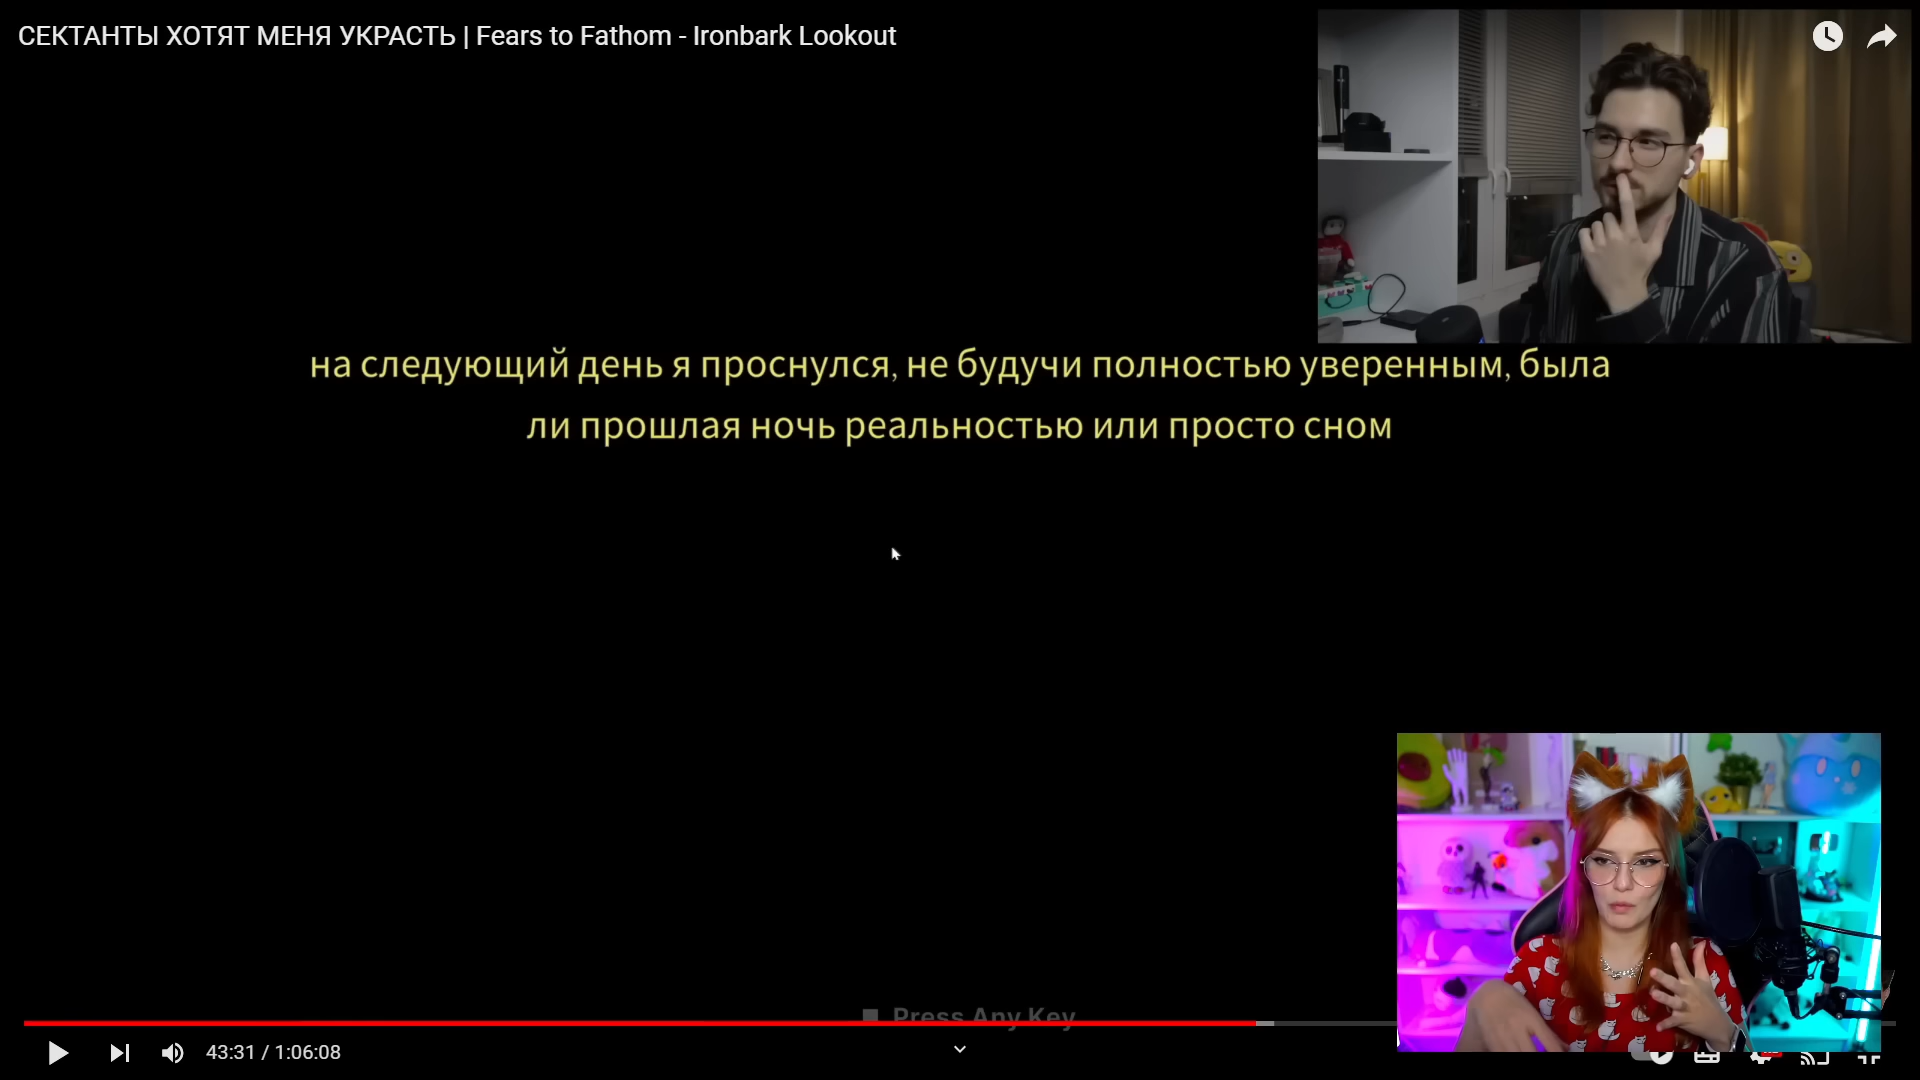 СЕКТАНТЫ ХОТЯТ МЕНЯ УКРАСТЬ | Fears to Fathom - Ironbark Lookout
на следующий день я проснулся, не будучи полностью уверенным, была
ли прошлая ночь реальностью или просто сном
Press Any Key
43:31 / 1:06:08